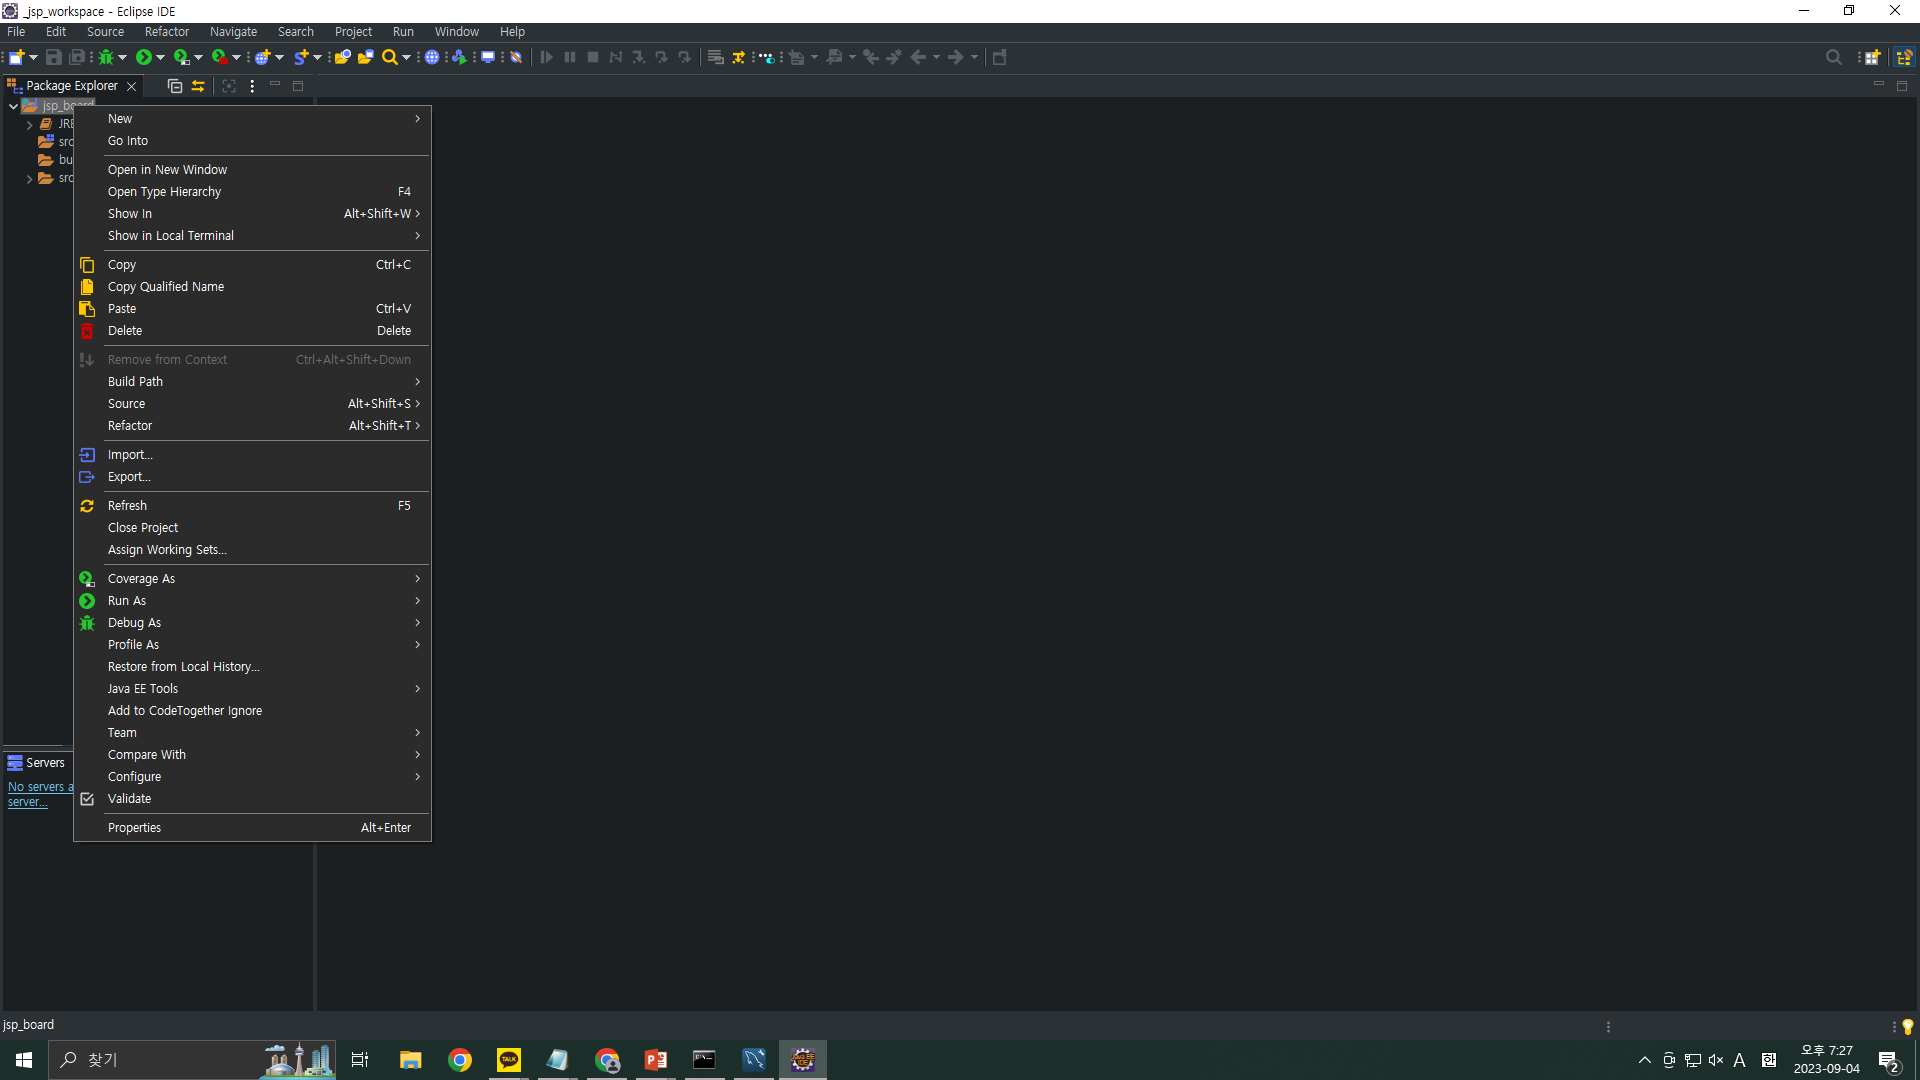 _jsp_workspace - Eclipse IDE
File Edit Source Refactor Navigate Search Project Run Window Help
Package Explorer
jsp_board
JRE
src
bu
src
New
Go Into
Open in New Window
Open Type Hierarchy F4
Show In Alt+Shift+W
Show in Local Terminal
Copy Ctrl+C
Copy Qualified Name
Paste Ctrl+V
Delete Delete
Remove from Context Ctrl+Alt+Shift+Down
Build Path
Source Alt+Shift+S
Refactor Alt+Shift+T
Import...
Export...
Refresh F5
Close Project
Assign Working Sets...
Coverage As
Run As
Debug As
Profile As
Restore from Local History...
Java EE Tools
Add to CodeTogether Ignore
Team
Compare With
Configure
Validate
Properties Alt+Enter
Servers
No servers a
server...
jsp_board
찾기
TALK
A
오후 7:27
2023-09-04
2